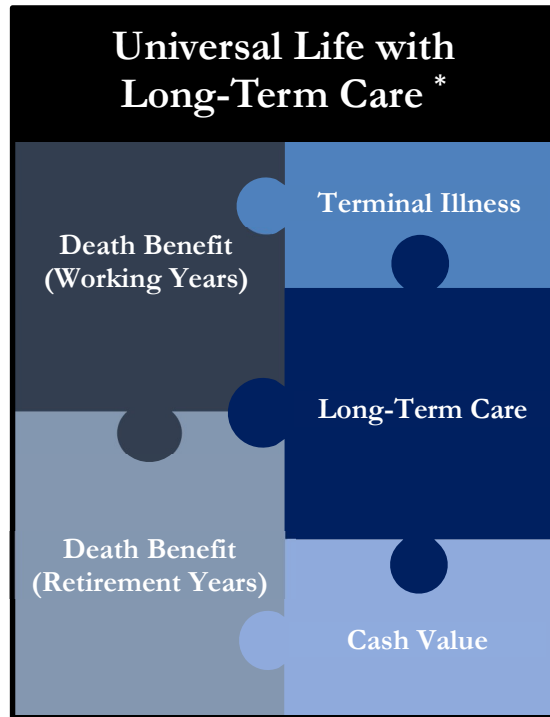 Universal Life with
Long-Term Care *
Death Benefit
(Working Years)
Terminal Illness
Long-Term Care
Death Benefit
(Retirement Years)
Cash Value